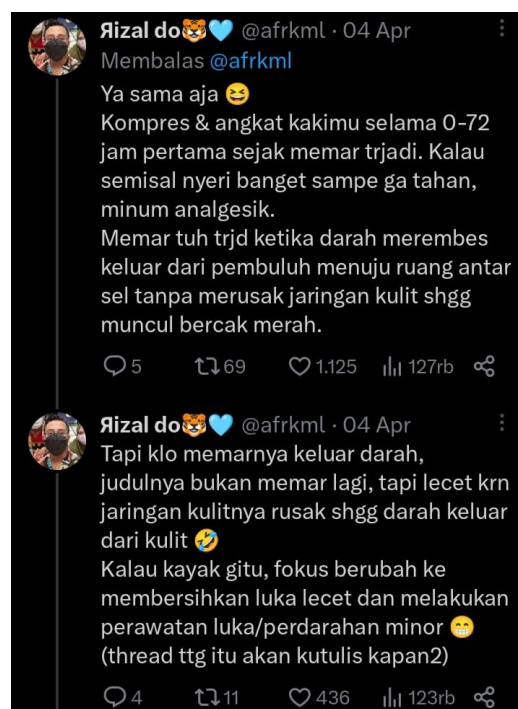 Яizal do🐯🩵 @afrkml · 04 Apr
Membalas @afrkml
Ya sama aja 😆
Kompres & angkat kakimu selama 0-72
jam pertama sejak memar trjadi. Kalau
semisal nyeri banget sampe ga tahan,
minum analgesik.
Memar tuh trjd ketika darah merembes
keluar dari pembuluh menuju ruang antar
sel tanpa merusak jaringan kulit shgg
muncul bercak merah.
5 69 1.125 127rb
Яizal do🐯🩵 @afrkml · 04 Apr
Tapi klo memarnya keluar darah,
judulnya bukan memar lagi, tapi lecet krn
jaringan kulitnya rusak shgg darah keluar
dari kulit 🤣
Kalau kayak gitu, fokus berubah ke
membersihkan luka lecet dan melakukan
perawatan luka/perdarahan minor 😁
(thread ttg itu akan kutulis kapan2)
4 11 436 123rb